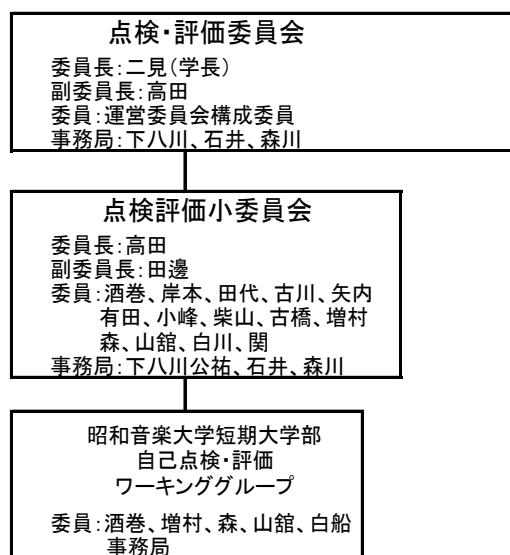 点検・評価委員会
委員長：二見（学長）
副委員長：高田
委員：運営委員会構成委員
事務局：下八川、石井、森川
点検評価小委員会
委員長：高田
副委員長：田邊
委員：酒巻、岸本、田代、古川、矢内
有田、小峰、柴山、古橋、増村
森、山舘、白川、関
事務局：下八川公祐、石井、森川
昭和音楽大学短期大学部
自己点検・評価
ワーキンググループ
委員：酒巻、増村、森、山舘、白船
事務局